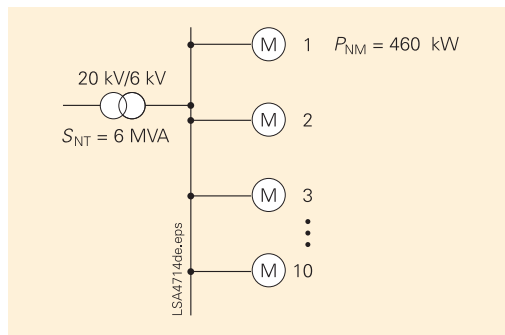 M 1 P_NM = 460 kW
20 kV/6 kV
M 2
S_NT = 6 MVA
M 3
M 10
LSA4714de.eps